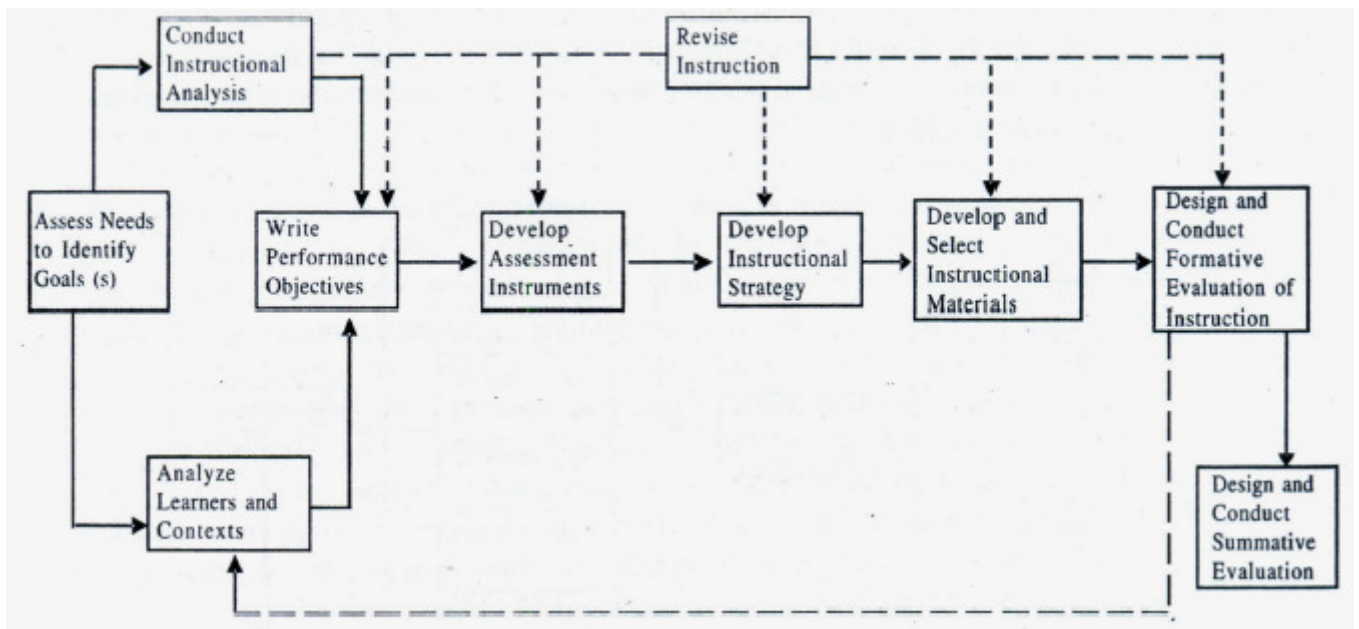 Conduct
Instructional
Analysis
Revise
Instruction
Assess Needs
to Identify
Goals (s)
Write
Performance
Objectives
Develop
Assessment
Instruments
Develop
Instructional
Strategy
Develop and
Select
Instructional
Materials
Design and
Conduct
Formative
Evaluation of
Instruction
Analyze
Learners and
Contexts
Design and
Conduct
Summative
Evaluation